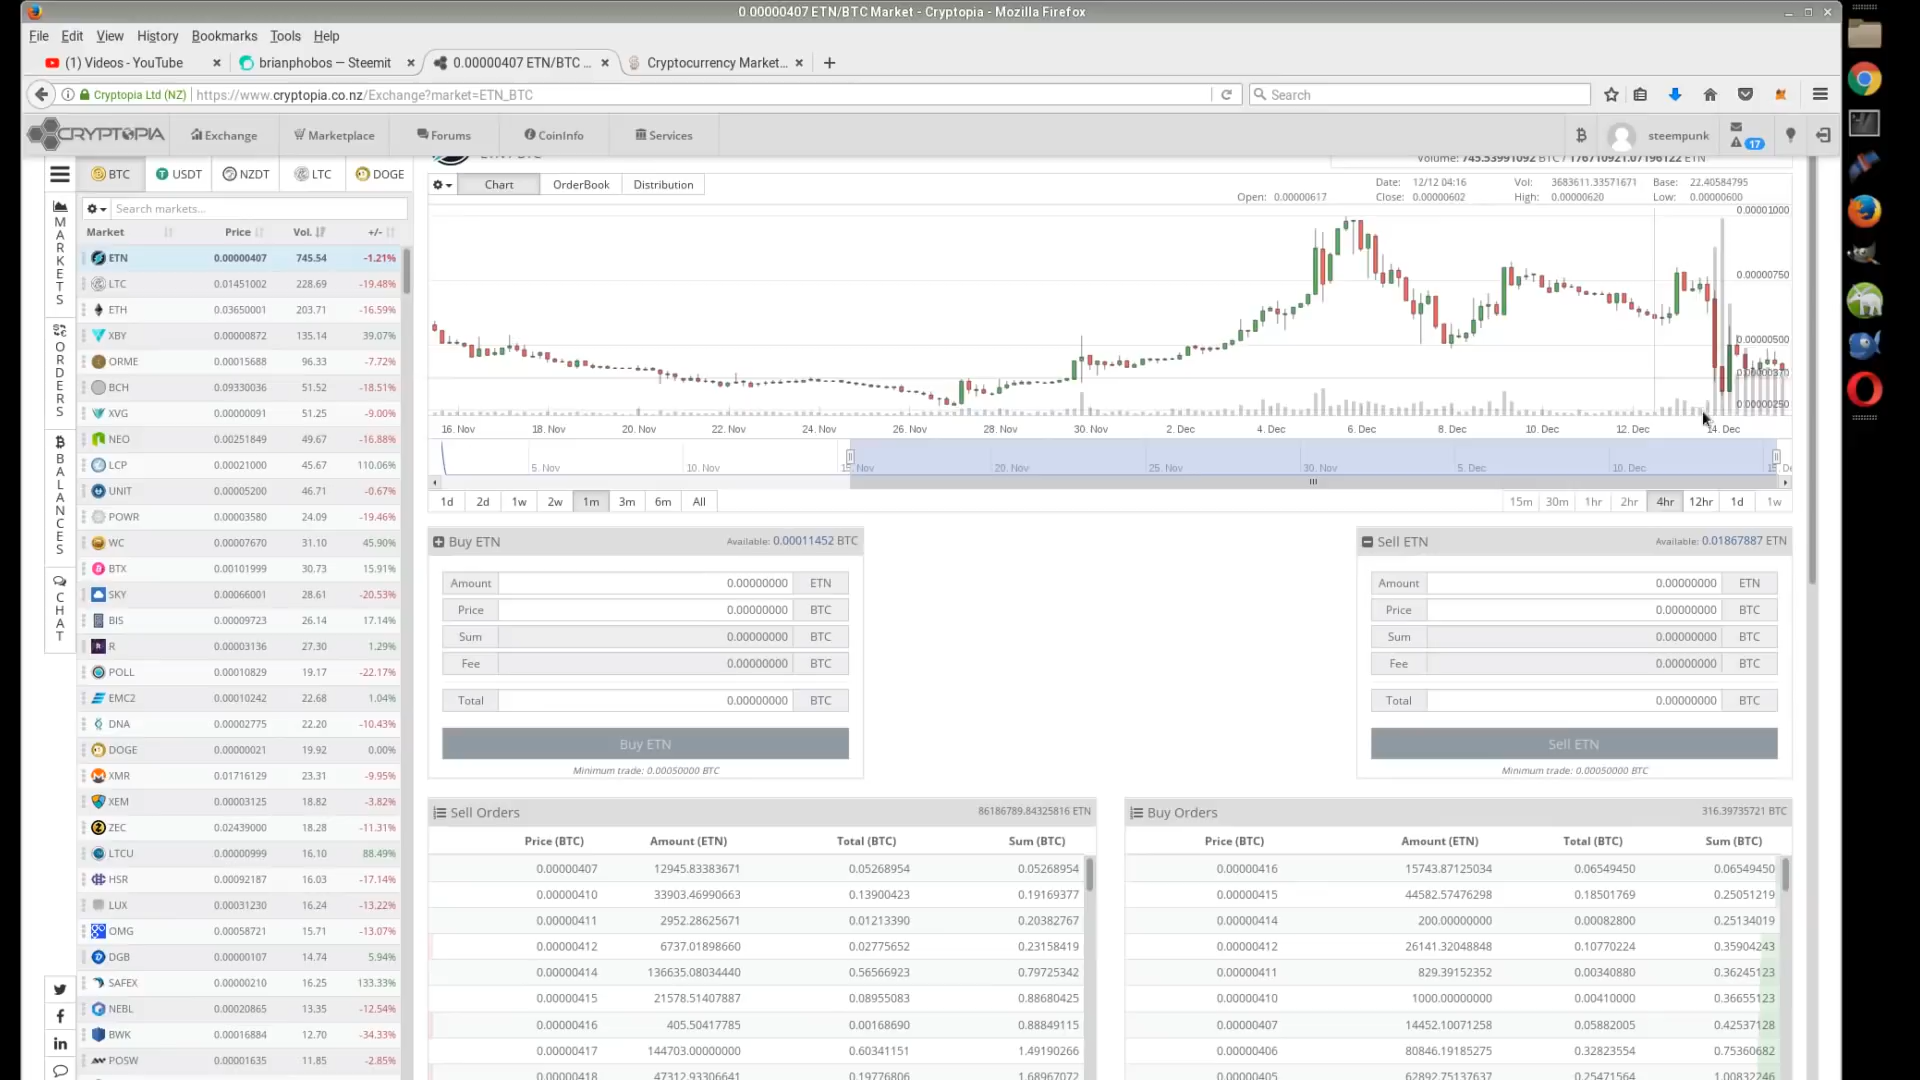 0.00000407 ETN/BTC Market - Cryptopia - Mozilla Firefox
File Edit View History Bookmarks Tools Help
(1) Videos - YouTube × brianphobos — Steemit × 0.00000407 ETN/BTC ... × Cryptocurrency Market... × +
Cryptopia Ltd (NZ) https://www.cryptopia.co.nz/Exchange?market=ETN_BTC Search
CRYPTOPIA Exchange Marketplace Forums CoinInfo Services steempunk 17
BTC USDT NZDT LTC DOGE
Volume: 745.53991092 BTC / 176710921.07196122 ETN
Chart OrderBook Distribution
Date: 12/12 04:16 Vol: 3683611.33571671 Base: 22.40584795
Open: 0.00000617 Close: 0.00000602 High: 0.00000620 Low: 0.00000600
MARKETS
ORDERS
BALANCES
CHAT
Search markets...
Market Price Vol. +/-
ETN 0.00000407 745.54 -1.21%
LTC 0.01451002 228.69 -19.48%
ETH 0.03650001 203.71 -16.59%
XBY 0.00000872 135.14 39.07%
ORME 0.00015688 96.33 -7.72%
BCH 0.09330036 51.52 -18.51%
XVG 0.00000091 51.25 -9.00%
NEO 0.00251849 49.67 -16.88%
LCP 0.00021000 45.67 110.06%
UNIT 0.00005200 46.71 -0.67%
POWR 0.00003580 24.09 -19.46%
WC 0.00007670 31.10 45.90%
BTX 0.00101999 30.73 15.91%
SKY 0.00066001 28.61 -20.53%
BIS 0.00009723 26.14 17.14%
R 0.00003136 27.30 1.29%
POLL 0.00010829 19.17 -22.17%
EMC2 0.00010242 22.68 1.04%
DNA 0.00002775 22.20 -10.43%
DOGE 0.00000021 19.92 0.00%
XMR 0.01716129 23.31 -9.95%
XEM 0.00003125 18.82 -3.82%
ZEC 0.02439000 18.28 -11.31%
LTCU 0.00000999 16.10 88.49%
HSR 0.00092187 16.03 -17.14%
LUX 0.00031230 16.24 -13.22%
OMG 0.00058721 15.71 -13.07%
DGB 0.00000107 14.74 5.94%
SAFEX 0.00000210 16.25 133.33%
NEBL 0.00020865 13.35 -12.54%
BWK 0.00016884 12.70 -34.33%
POSW 0.00001635 11.85 -2.85%
0.00001000
0.00000750
0.00000500
0.00000370
0.00000250
16. Nov 18. Nov 20. Nov 22. Nov 24. Nov 26. Nov 28. Nov 30. Nov 2. Dec 4. Dec 6. Dec 8. Dec 10. Dec 12. Dec 14. Dec
5. Nov 10. Nov 15. Nov 20. Nov 25. Nov 30. Nov 5. Dec 10. Dec
1d 2d 1w 2w 1m 3m 6m All 15m 30m 1hr 2hr 4hr 12hr 1d 1w
Buy ETN Available: 0.00011452 BTC
Amount 0.00000000 ETN
Price 0.00000000 BTC
Sum 0.00000000 BTC
Fee 0.00000000 BTC
Total 0.00000000 BTC
Buy ETN
Minimum trade: 0.00050000 BTC
Sell ETN Available: 0.01867887 ETN
Amount 0.00000000 ETN
Price 0.00000000 BTC
Sum 0.00000000 BTC
Fee 0.00000000 BTC
Total 0.00000000 BTC
Sell ETN
Minimum trade: 0.00050000 BTC
Sell Orders 86186789.84325816 ETN
Price (BTC) Amount (ETN) Total (BTC) Sum (BTC)
0.00000407 12945.83383671 0.05268954 0.05268954
0.00000410 33903.46990663 0.13900423 0.19169377
0.00000411 2952.28625671 0.01213390 0.20382767
0.00000412 6737.01898660 0.02775652 0.23158419
0.00000414 136635.08034440 0.56566923 0.79725342
0.00000415 21578.51407887 0.08955083 0.88680425
0.00000416 405.50417785 0.00168690 0.88849115
0.00000417 144703.00000000 0.60341151 1.49190266
0.00000418 47312.93306641 0.19776806 1.68967072
Buy Orders 316.39735721 BTC
Price (BTC) Amount (ETN) Total (BTC) Sum (BTC)
0.00000416 15743.87125034 0.06549450 0.06549450
0.00000415 44582.57476298 0.18501769 0.25051219
0.00000414 200.00000000 0.00082800 0.25134019
0.00000412 26141.32048848 0.10770224 0.35904243
0.00000411 829.39152352 0.00340880 0.36245123
0.00000410 1000.00000000 0.00410000 0.36655123
0.00000407 14452.10071258 0.05882005 0.42537128
0.00000406 80846.19185275 0.32823554 0.75360682
0.00000405 62892.75137637 0.25471564 1.00832246